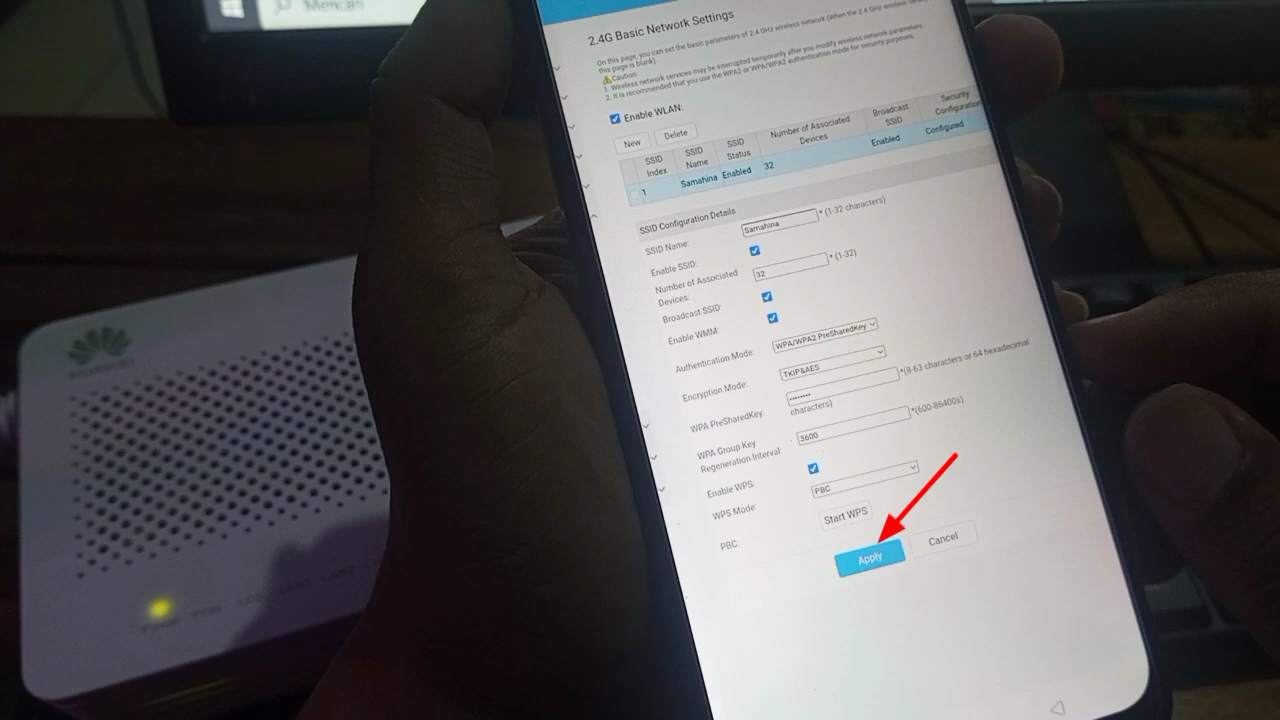 Mencari
2.4G Basic Network Settings
On this page, you can set the basic parameters of 2.4 GHz wireless network (When the 2.4 GHz wireless
this page is blank).
Caution:
1. Wireless network services may be interrupted temporarily after you modify wireless network parameters.
2. It is recommended that you use the WPA2 or WPA/WPA2 authentication mode for security purposes.
Enable WLAN:
New Delete
SSID Index SSID Name SSID Status Number of Associated Devices Broadcast SSID Security Configuration
1 Samahina Enabled 32 Enabled Configured
SSID Configuration Details
SSID Name: Samahina * (1-32 characters)
Enable SSID:
Number of Associated Devices: 32 * (1-32)
Broadcast SSID:
Enable WMM:
Authentication Mode: WPA/WPA2 PreSharedKey
Encryption Mode: TKIP&AES
WPA PreSharedKey: •••••••• *(8-63 characters or 64 hexadecimal
characters)
WPA Group Key Regeneration Interval: 3600 *(600-86400s)
Enable WPS:
WPS Mode: PBC
PBC: Start WPS
Apply Cancel
HUAWEI
PON